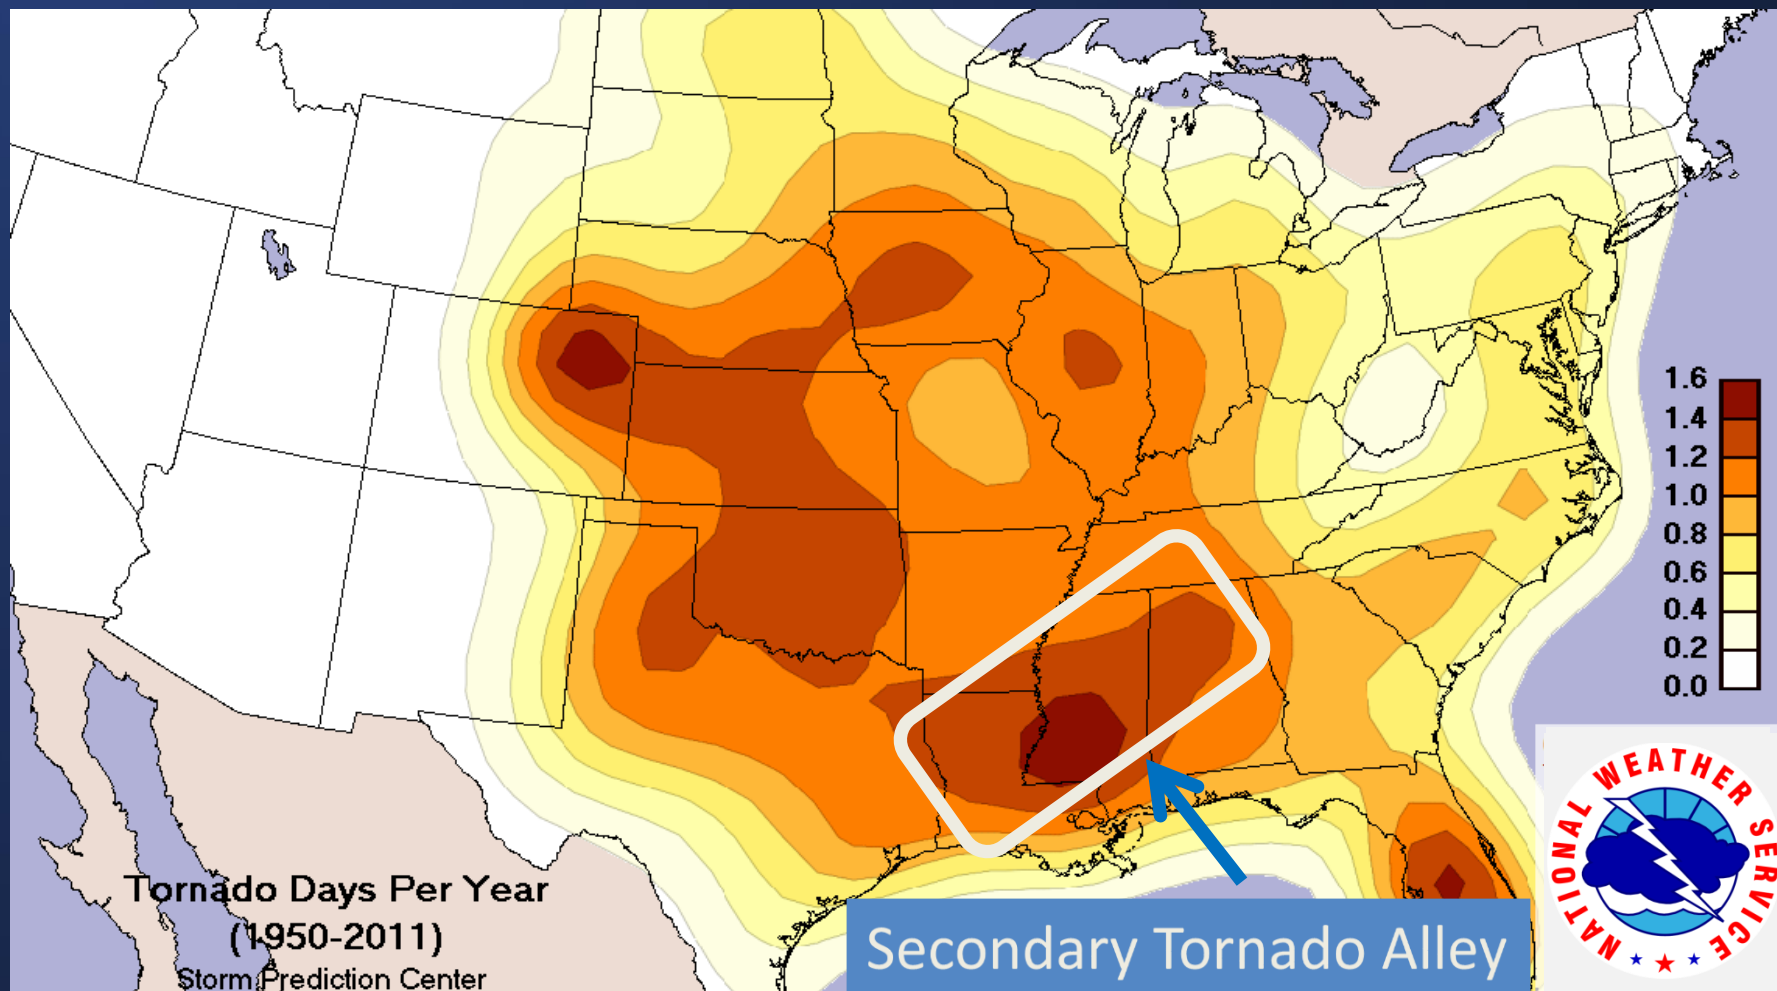 1.6
1.4
1.2
1.0
0.8
0.6
0.4
0.2
0.0
NATIONAL WEATHER SERVICE
Tornado Days Per Year
(1950-2011)
Storm Prediction Center
Secondary Tornado Alley